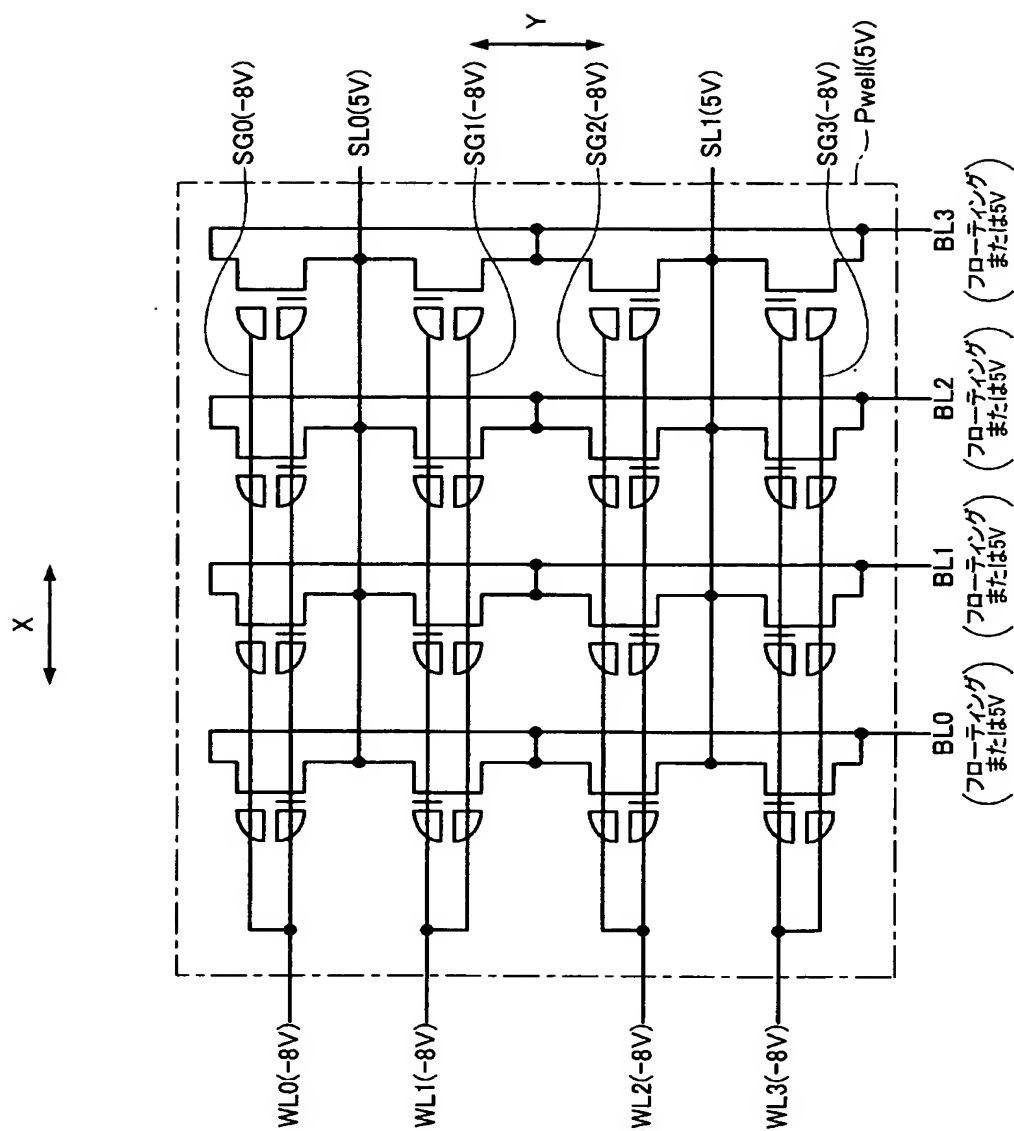 X
Y
SG0(-8V)
SL0(5V)
SG1(-8V)
SG2(-8V)
SL1(5V)
SG3(-8V)
Pwell(5V)
WL0(-8V)
WL1(-8V)
WL2(-8V)
WL3(-8V)
BL0
(フローティング
または5V)
BL1
(フローティング
または5V)
BL2
(フローティング
または5V)
BL3
(フローティング
または5V)